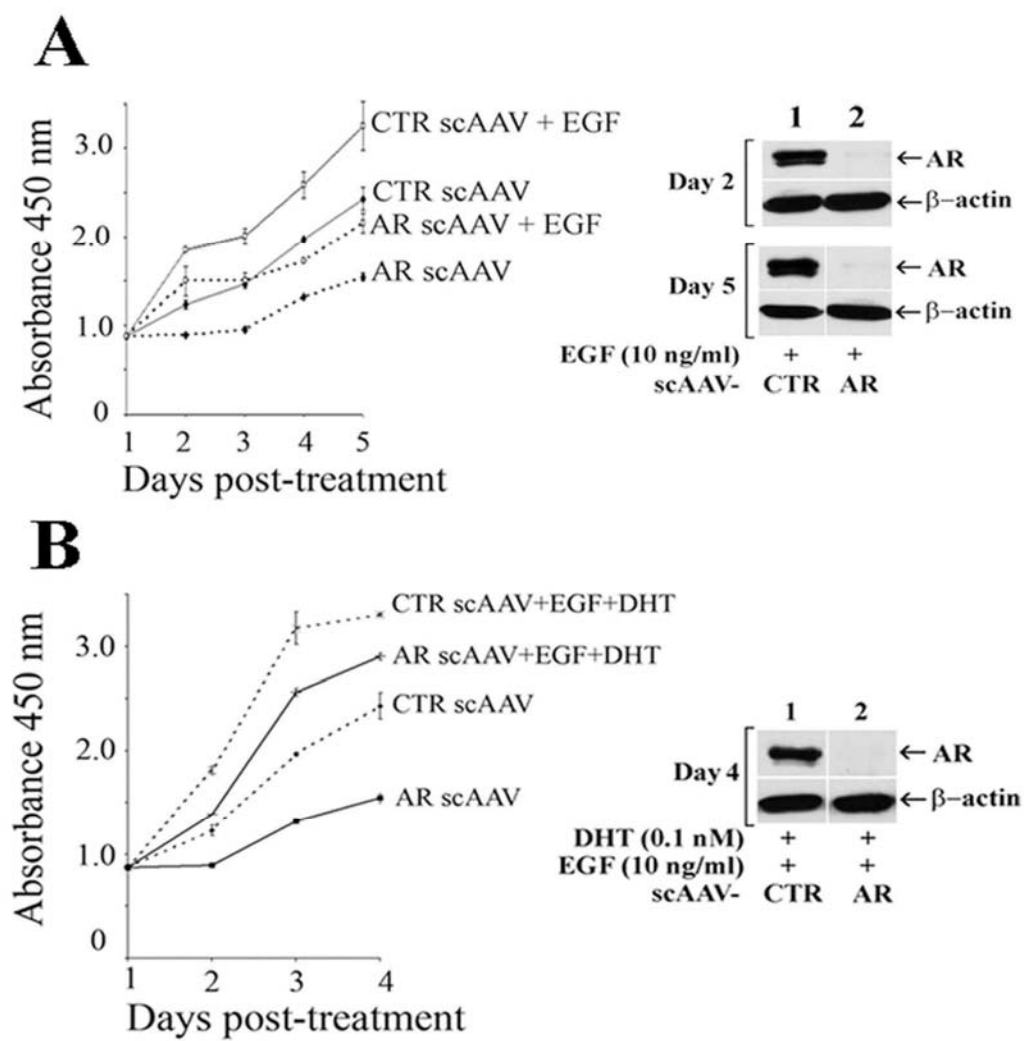 A
Absorbance 450 nm
3.0
2.0
1.0
0
1 2 3 4 5
Days post-treatment
CTR scAAV + EGF
CTR scAAV
AR scAAV + EGF
AR scAAV
1 2
Day 2
←AR
←β-actin
Day 5
←AR
←β-actin
EGF (10 ng/ml) + +
scAAV- CTR AR
B
Absorbance 450 nm
3.0
2.0
1.0
0
1 2 3 4
Days post-treatment
CTR scAAV+EGF+DHT
AR scAAV+EGF+DHT
CTR scAAV
AR scAAV
1 2
Day 4
←AR
←β-actin
DHT (0.1 nM) + +
EGF (10 ng/ml) + +
scAAV- CTR AR